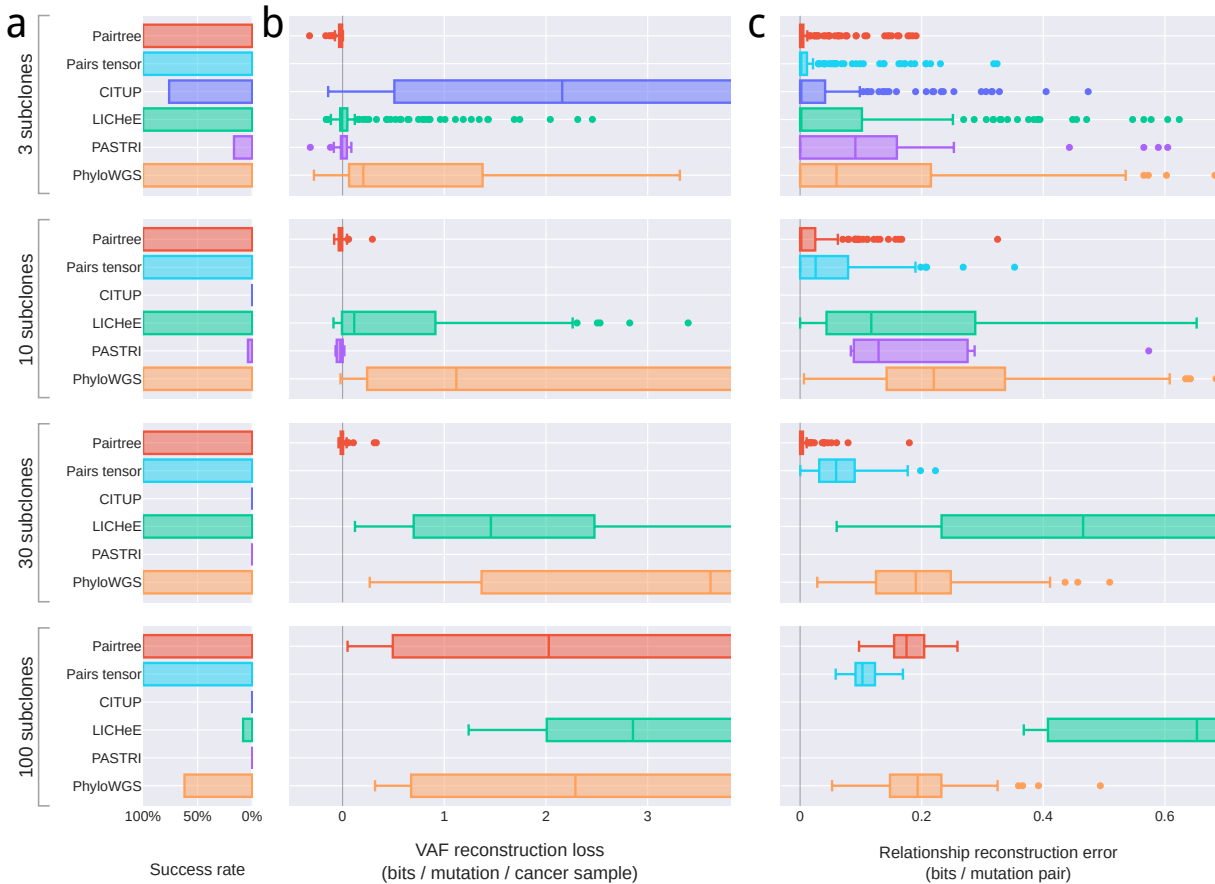 a
b
c
3 subclones
Pairtree
Pairs tensor
CITUP
LICHeE
PASTRI
PhyloWGS
10 subclones
Pairtree
Pairs tensor
CITUP
LICHeE
PASTRI
PhyloWGS
30 subclones
Pairtree
Pairs tensor
CITUP
LICHeE
PASTRI
PhyloWGS
100 subclones
Pairtree
Pairs tensor
CITUP
LICHeE
PASTRI
PhyloWGS
100% 50% 0%
0 1 2 3
0 0.2 0.4 0.6
Success rate
VAF reconstruction loss
(bits / mutation / cancer sample)
Relationship reconstruction error
(bits / mutation pair)